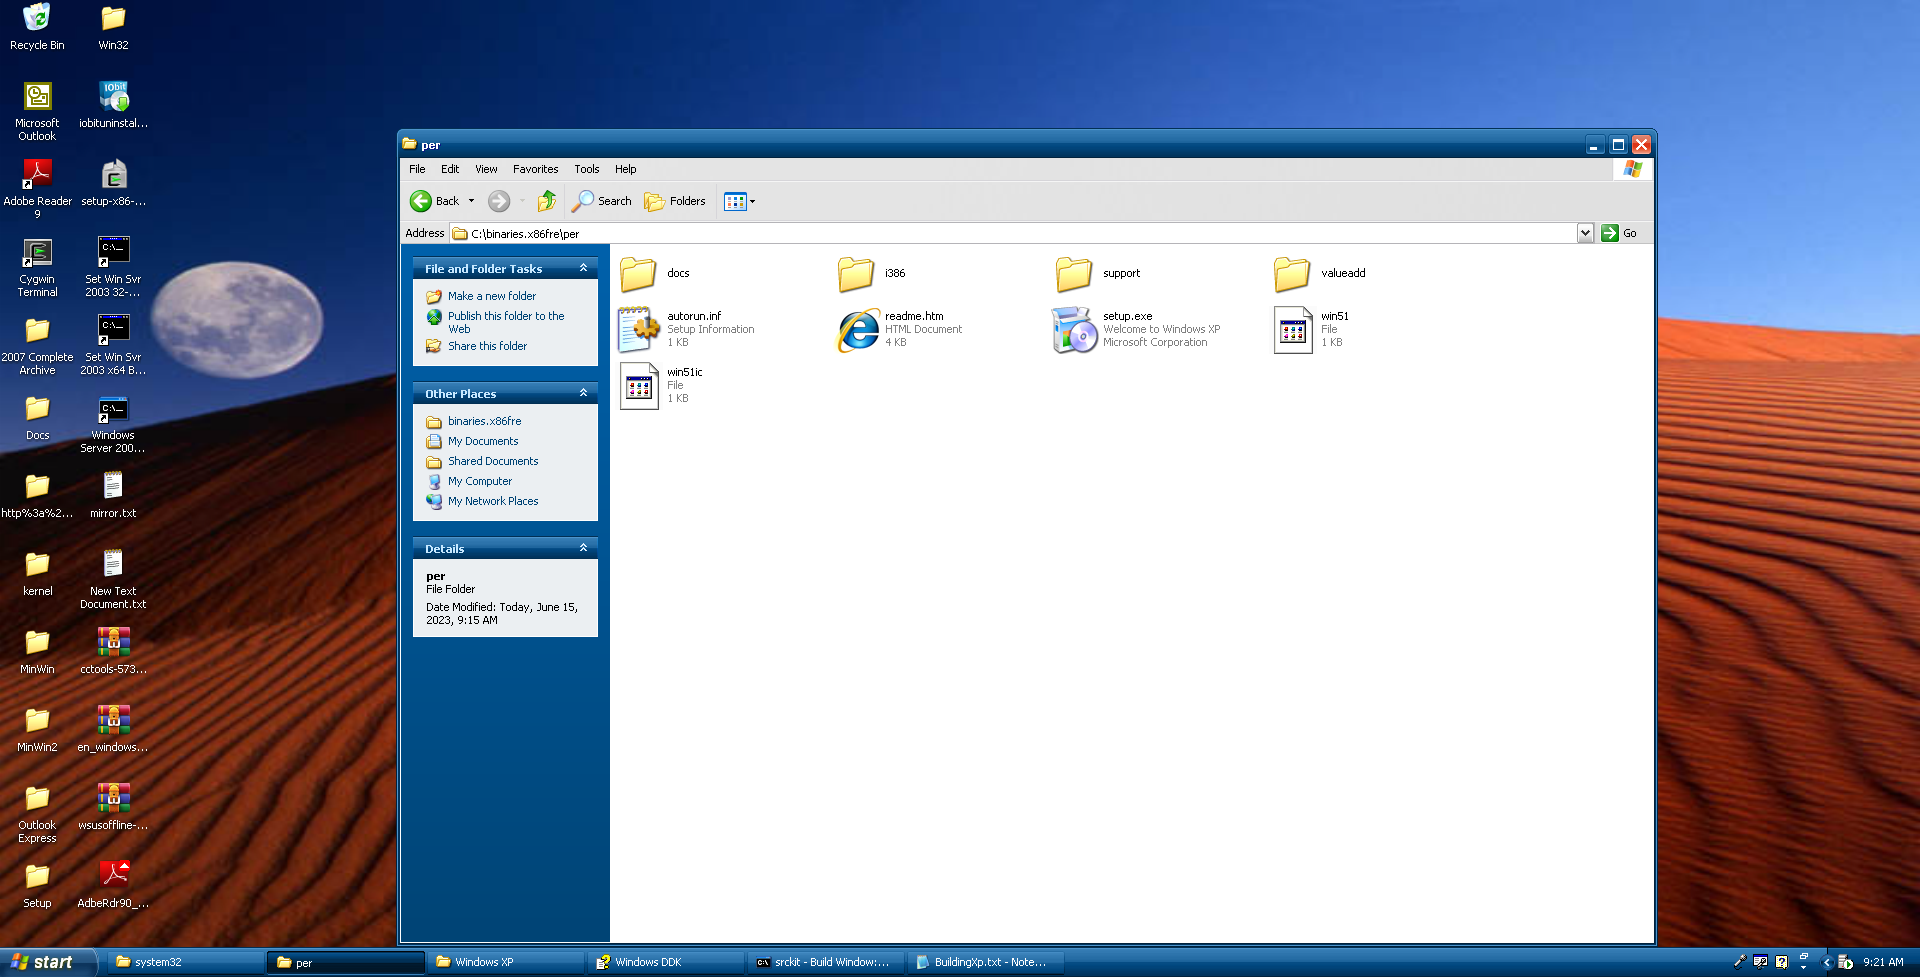 Recycle Bin
Win32
Microsoft
Outlook
iobituninstal...
Adobe Reader
9
setup-x86-...
Cygwin
Terminal
Set Win Svr
2003 32-...
2007 Complete
Archive
Set Win Svr
2003 x64 B...
Docs
Windows
Server 200...
http%3a%2...
mirror.txt
kernel
New Text
Document.txt
MinWin
cctools-573...
MinWin2
en_windows...
Outlook
Express
wsusoffline-...
Setup
AdbeRdr90_...
per
File Edit View Favorites Tools Help
Back Search Folders
Address C:\binaries.x86fre\per Go
File and Folder Tasks
Make a new folder
Publish this folder to the
Web
Share this folder
Other Places
binaries.x86fre
My Documents
Shared Documents
My Computer
My Network Places
Details
per
File Folder
Date Modified: Today, June 15,
2023, 9:15 AM
docs
i386
support
valueadd
autorun.inf
Setup Information
1 KB
readme.htm
HTML Document
4 KB
setup.exe
Welcome to Windows XP
Microsoft Corporation
win51
File
1 KB
win51ic
File
1 KB
start
system32
per
Windows XP
Windows DDK
srckit - Build Window:...
BuildingXp.txt - Note...
9:21 AM